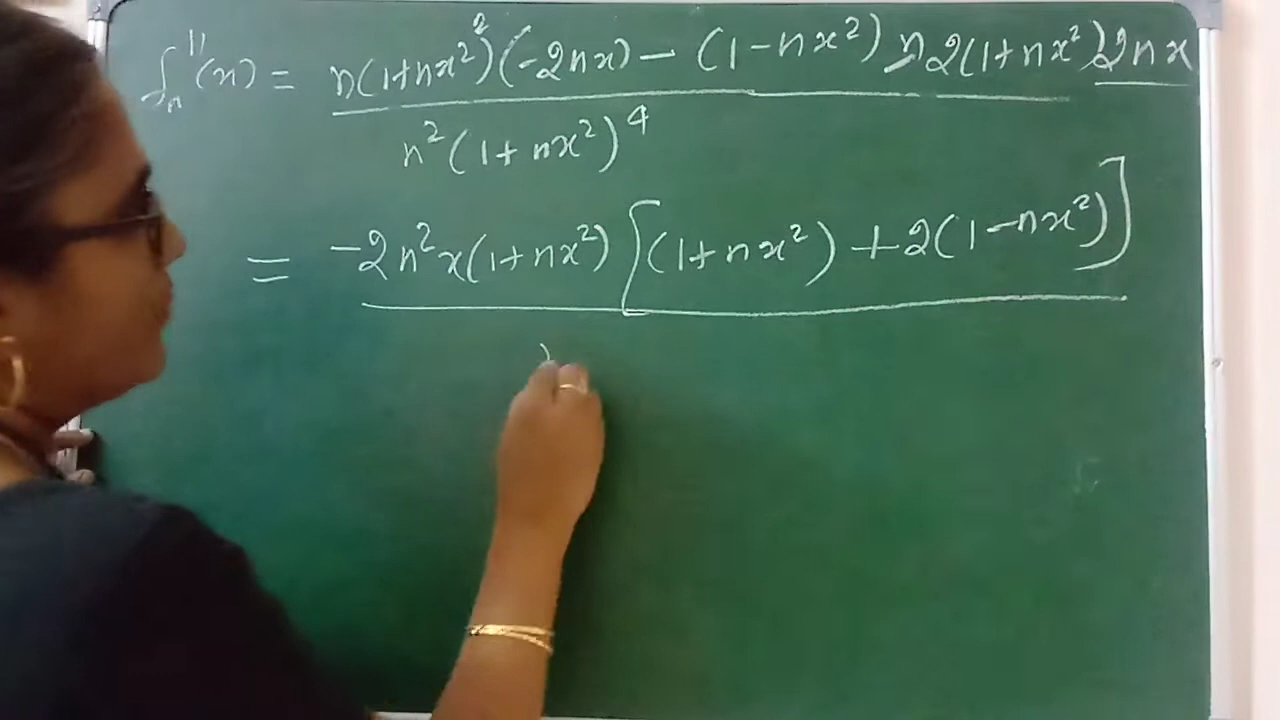 fₙ''(x) = n(1+nx²)²(-2nx) - (1-nx²) n2(1+nx²)2nx
n²(1+nx²)⁴
= -2n²x(1+nx²)[(1+nx²)+2(1-nx²)]